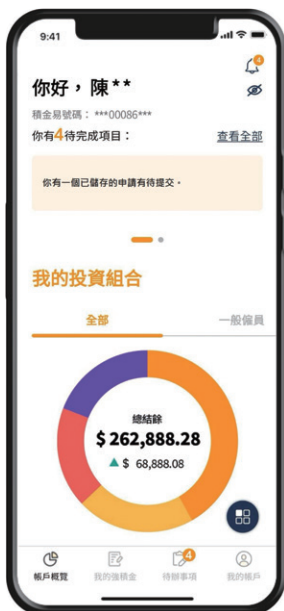 9:41
4
你好，陳**
積金易號碼：***00086***
你有4待完成項目：
查看全部
你有一個已儲存的申請有待提交。
我的投資組合
全部
一般僱員
總結餘
$ 262,888.28
▲ $ 68,888.08
4
帳戶概覽
我的強積金
待辦事項
我的帳戶